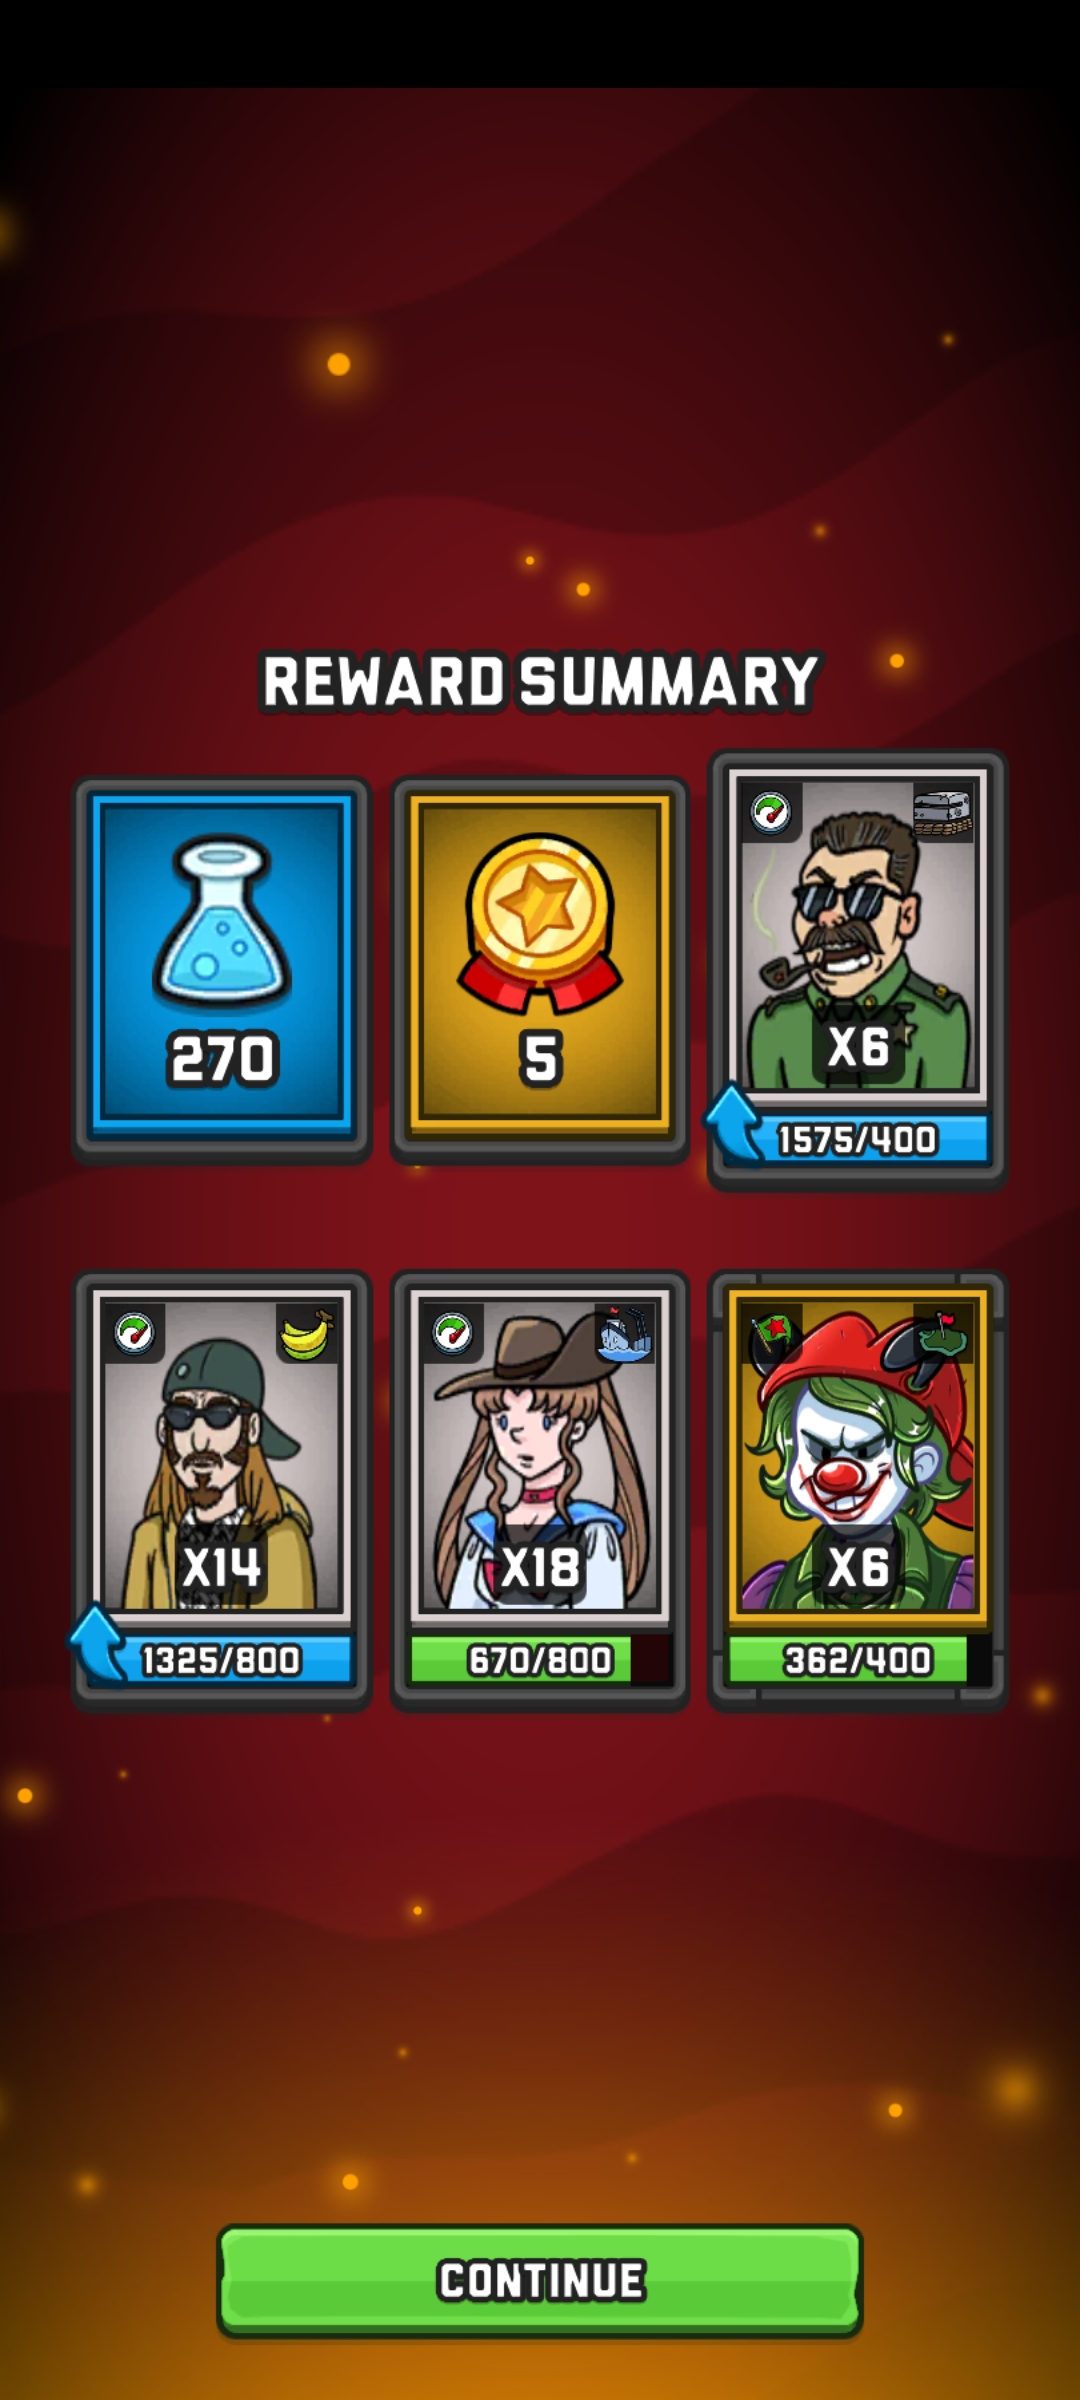 REWARD SUMMARY
270
5
X6
1575/400
X14
1325/800
X18
670/800
X6
362/400
CONTINUE